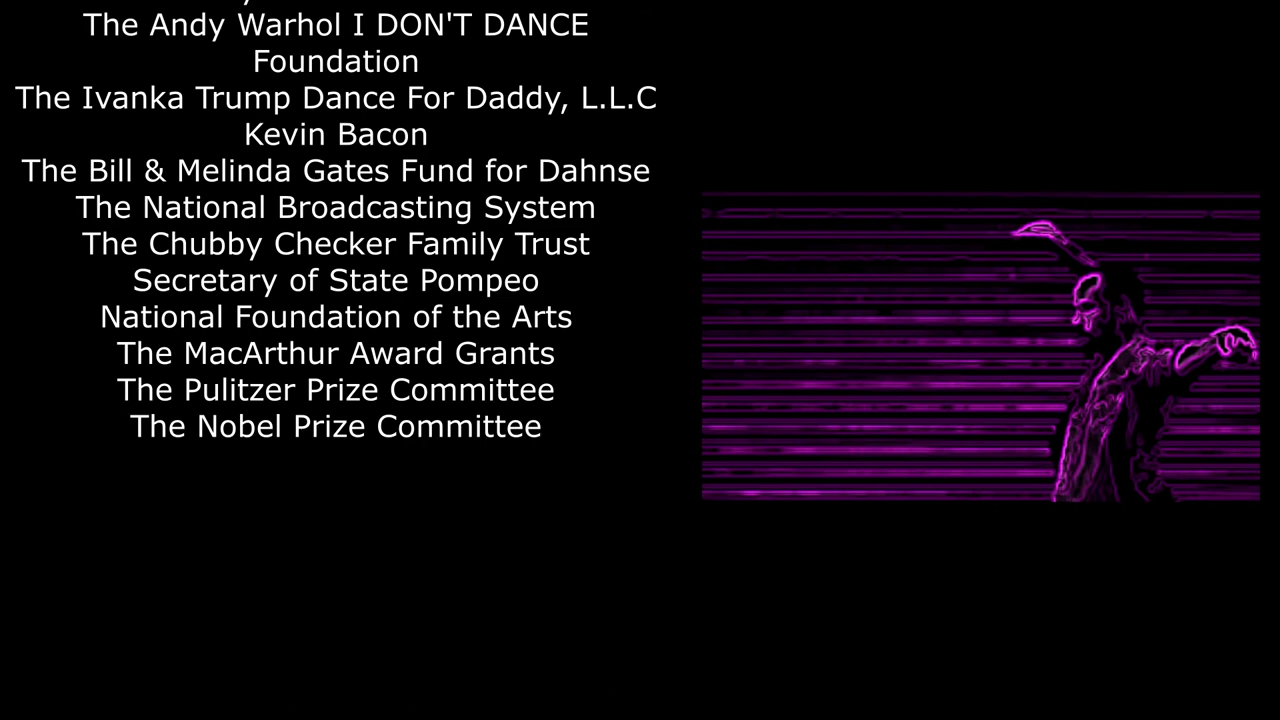 The Andy Warhol I DON'T DANCE
Foundation
The Ivanka Trump Dance For Daddy, L.L.C
Kevin Bacon
The Bill & Melinda Gates Fund for Dahnse
The National Broadcasting System
The Chubby Checker Family Trust
Secretary of State Pompeo
National Foundation of the Arts
The MacArthur Award Grants
The Pulitzer Prize Committee
The Nobel Prize Committee